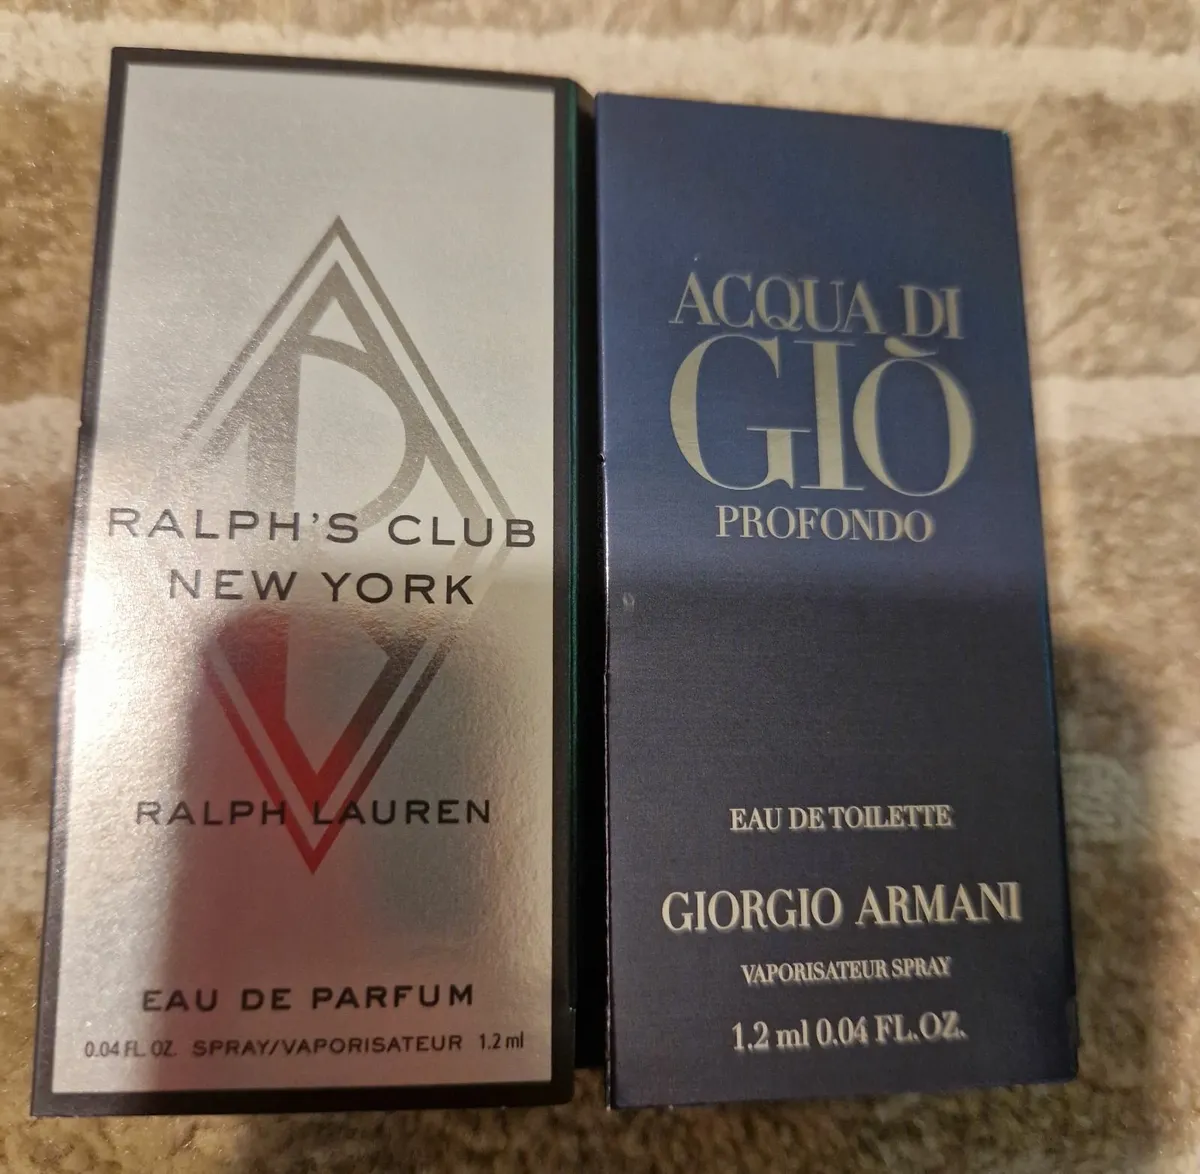 RALPH'S CLUB
NEW YORK
RALPH LAUREN
EAU DE PARFUM
0.04 FL. OZ. SPRAY/VAPORISATEUR 1.2 ml
ACQUA DI
GIÒ
PROFONDO
EAU DE TOILETTE
GIORGIO ARMANI
VAPORISATEUR SPRAY
1.2 ml 0.04 FL.OZ.